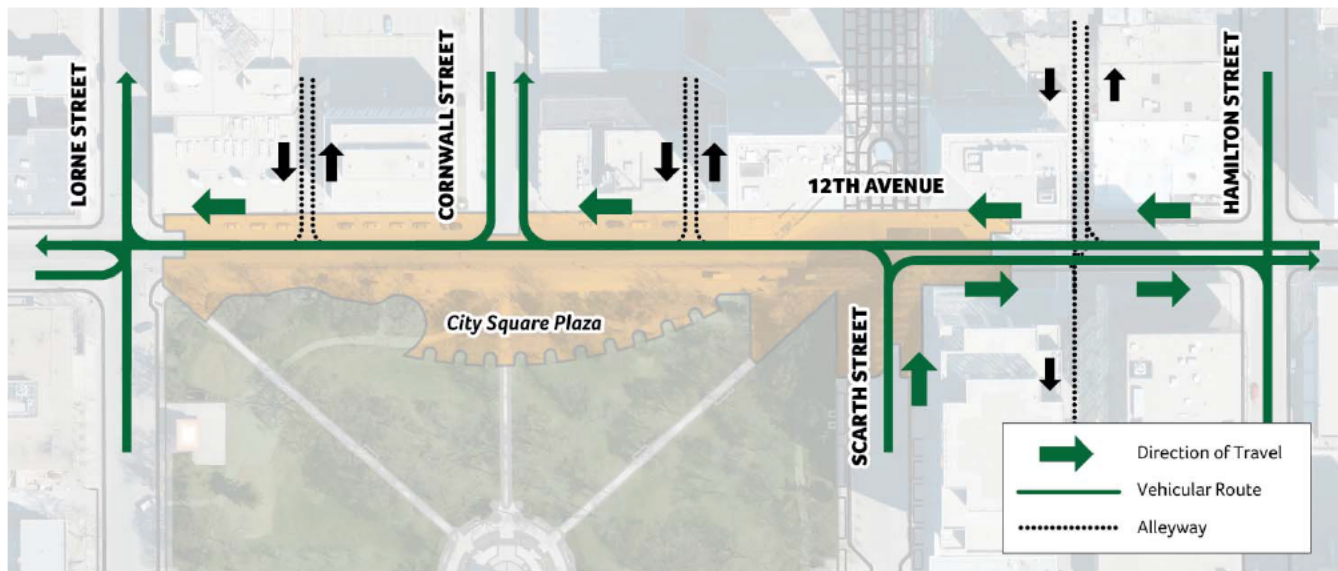 LORNE STREET
CORNWALL STREET
12TH AVENUE
HAMILTON STREET
City Square Plaza
SCARTH STREET
Direction of Travel
Vehicular Route
Alleyway